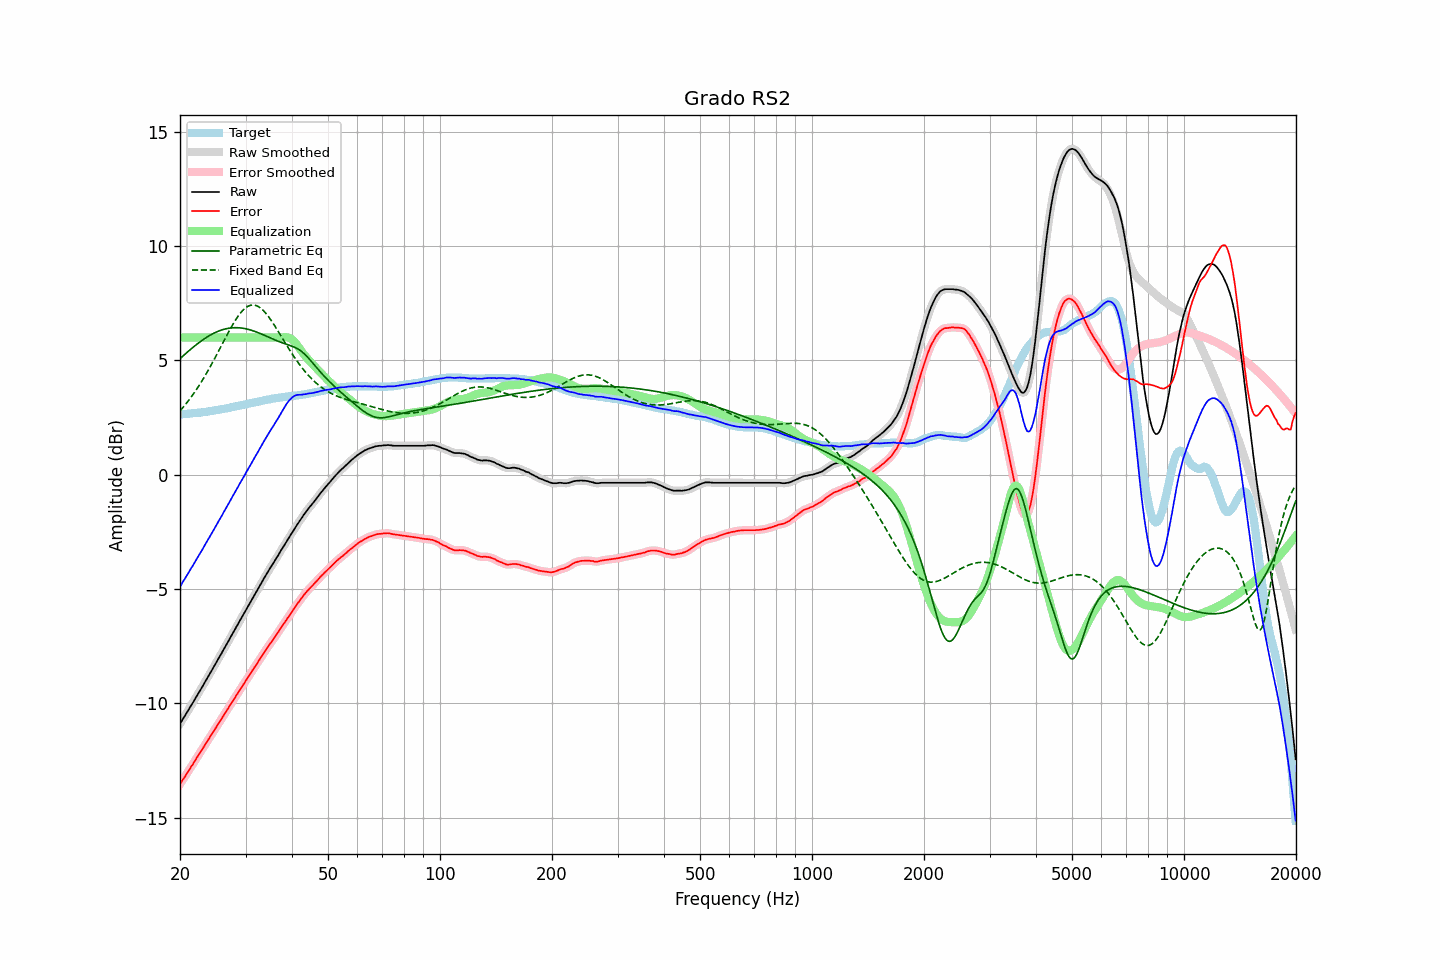 Grado RS2
Target
Raw Smoothed
Error Smoothed
Raw
Error
Equalization
Parametric Eq
Fixed Band Eq
Equalized
15
10
5
0
−5
−10
−15
Amplitude (dBr)
20 50 100 200 500 1000 2000 5000 10000 20000
Frequency (Hz)